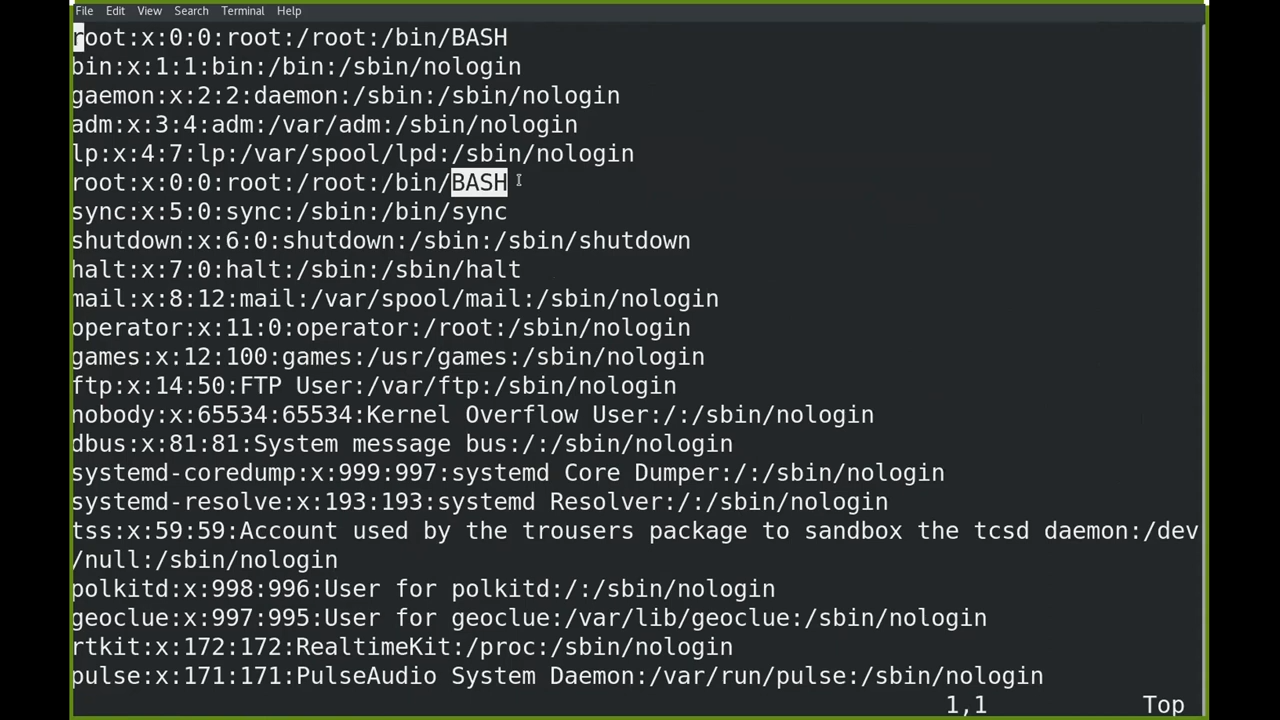 File Edit View Search Terminal Help
root:x:0:0:root:/root:/bin/BASH
bin:x:1:1:bin:/bin:/sbin/nologin
gaemon:x:2:2:daemon:/sbin:/sbin/nologin
adm:x:3:4:adm:/var/adm:/sbin/nologin
lp:x:4:7:lp:/var/spool/lpd:/sbin/nologin
root:x:0:0:root:/root:/bin/BASH
sync:x:5:0:sync:/sbin:/bin/sync
shutdown:x:6:0:shutdown:/sbin:/sbin/shutdown
halt:x:7:0:halt:/sbin:/sbin/halt
mail:x:8:12:mail:/var/spool/mail:/sbin/nologin
operator:x:11:0:operator:/root:/sbin/nologin
games:x:12:100:games:/usr/games:/sbin/nologin
ftp:x:14:50:FTP User:/var/ftp:/sbin/nologin
nobody:x:65534:65534:Kernel Overflow User:/:/sbin/nologin
dbus:x:81:81:System message bus:/:/sbin/nologin
systemd-coredump:x:999:997:systemd Core Dumper:/:/sbin/nologin
systemd-resolve:x:193:193:systemd Resolver:/:/sbin/nologin
tss:x:59:59:Account used by the trousers package to sandbox the tcsd daemon:/dev
/null:/sbin/nologin
polkitd:x:998:996:User for polkitd:/:/sbin/nologin
geoclue:x:997:995:User for geoclue:/var/lib/geoclue:/sbin/nologin
rtkit:x:172:172:RealtimeKit:/proc:/sbin/nologin
pulse:x:171:171:PulseAudio System Daemon:/var/run/pulse:/sbin/nologin
1,1 Top